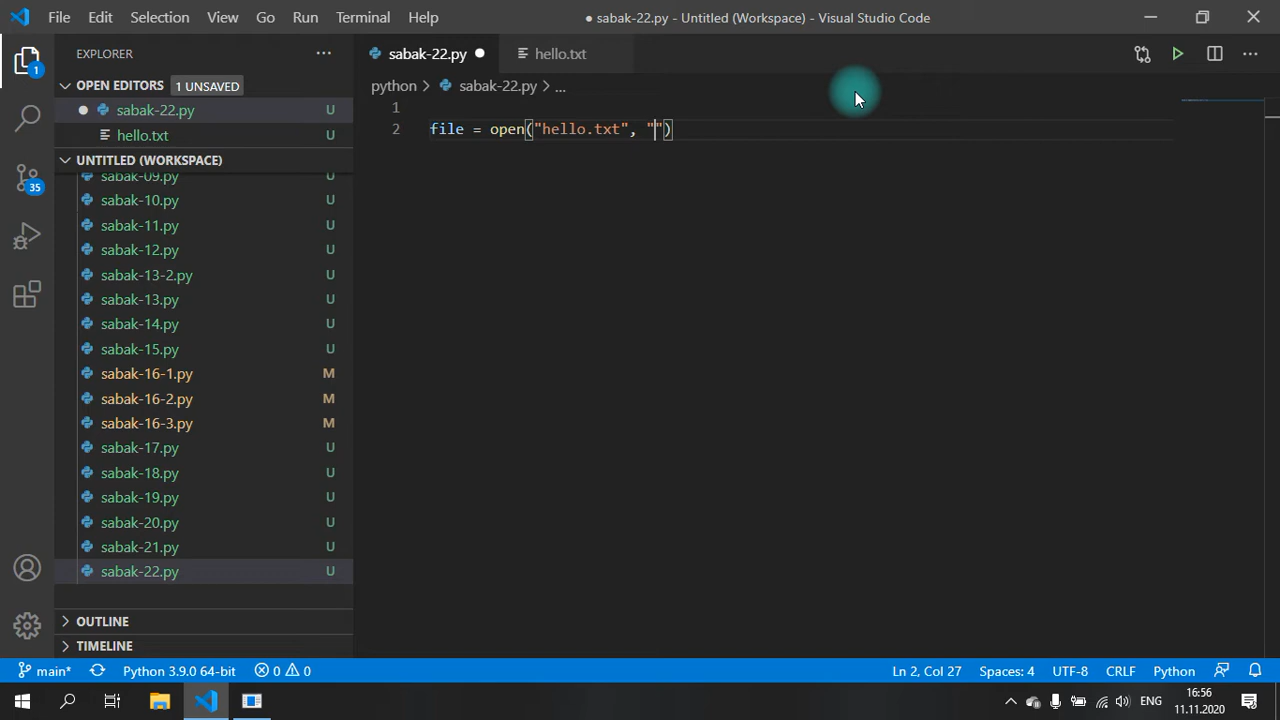 File Edit Selection View Go Run Terminal Help
● sabak-22.py - Untitled (Workspace) - Visual Studio Code
EXPLORER
sabak-22.py
hello.txt
1
OPEN EDITORS 1 UNSAVED
python > sabak-22.py > ...
sabak-22.py
1
hello.txt
2 file = open("hello.txt", "")
UNTITLED (WORKSPACE)
sabak-09.py
35
sabak-10.py U
sabak-11.py U
sabak-12.py U
sabak-13-2.py U
sabak-13.py U
sabak-14.py U
sabak-15.py U
sabak-16-1.py M
sabak-16-2.py M
sabak-16-3.py M
sabak-17.py U
sabak-18.py U
sabak-19.py U
sabak-20.py U
sabak-21.py U
sabak-22.py U
OUTLINE
TIMELINE
main* Python 3.9.0 64-bit 0 0 Ln 2, Col 27 Spaces: 4 UTF-8 CRLF Python
ENG
16:56
11.11.2020